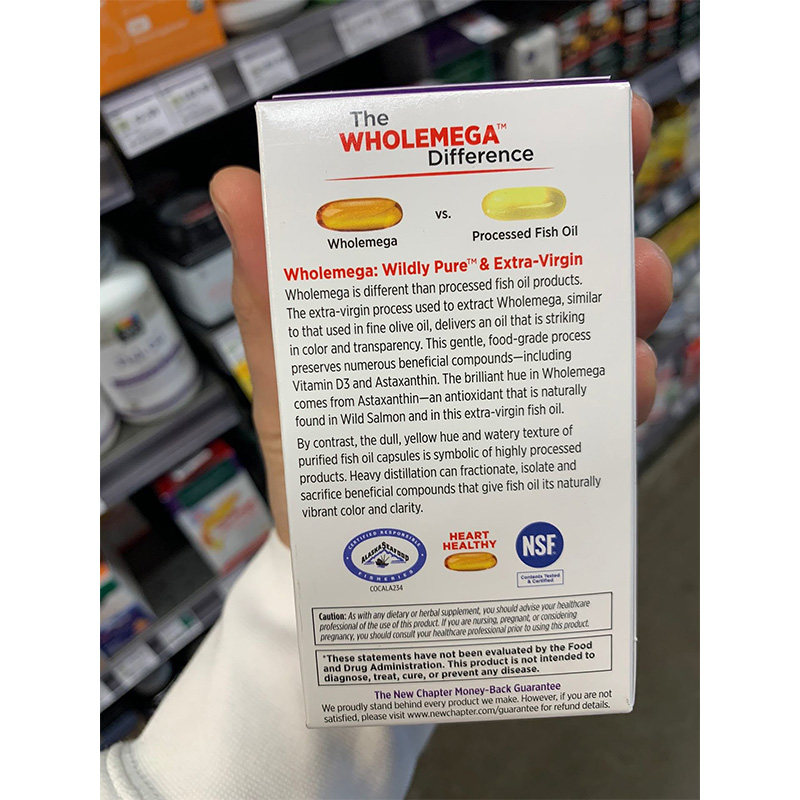 The
WHOLEMEGA™
Difference
vs.
Wholemega
Processed Fish Oil
Wholemega: Wildly Pure™ & Extra-Virgin
Wholemega is different than processed fish oil products.
The extra-virgin process used to extract Wholemega, similar
to that used in fine olive oil, delivers an oil that is striking
in color and transparency. This gentle, food-grade process
preserves numerous beneficial compounds—including
Vitamin D3 and Astaxanthin. The brilliant hue in Wholemega
comes from Astaxanthin—an antioxidant that is naturally
found in Wild Salmon and in this extra-virgin fish oil.
By contrast, the dull, yellow hue and watery texture of
purified fish oil capsules is symbolic of highly processed
products. Heavy distillation can fractionate, isolate and
sacrifice beneficial compounds that give fish oil its naturally
vibrant color and clarity.
CERTIFIED RESPONSIBLE
ALASKA SEAFOOD
FISHERIES
COCALA234
HEART
HEALTHY
NSF
Contents Tested
& Certified
Caution: As with any dietary or herbal supplement, you should advise your healthcare
professional of the use of this product. If you are nursing, pregnant, or considering
pregnancy, you should consult your healthcare professional prior to using this product.
*These statements have not been evaluated by the Food
and Drug Administration. This product is not intended to
diagnose, treat, cure, or prevent any disease.
The New Chapter Money-Back Guarantee
We proudly stand behind every product we make. However, if you are not
satisfied, please visit www.newchapter.com/guarantee for refund details.